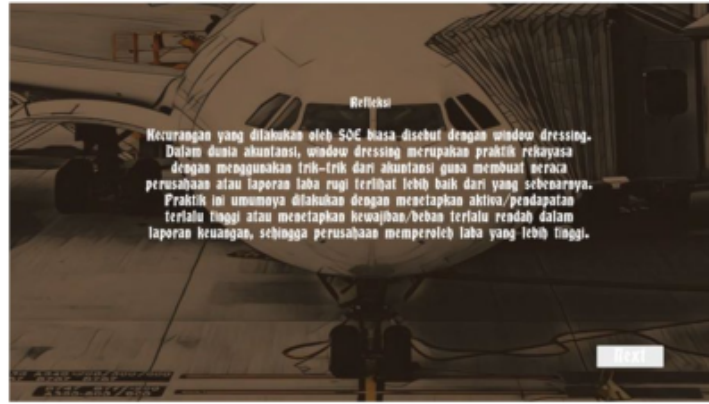 Refleksi
Kecurangan yang dilakukan oleh SOE biasa disebut dengan window dressing.
Dalam dunia akuntansi, window dressing merupakan praktik rekayasa
dengan menggunakan trik-trik dari akuntansi guna membuat neraca
perusahaan atau laporan laba rugi terlihat lebih baik dari yang sebenarnya.
Praktik ini umumnya dilakukan dengan menetapkan aktiva/pendapatan
terlalu tinggi atau menetapkan kewajiban/beban terlalu rendah dalam
laporan keuangan, sehingga perusahaan memperoleh laba yang lebih tinggi.
Next